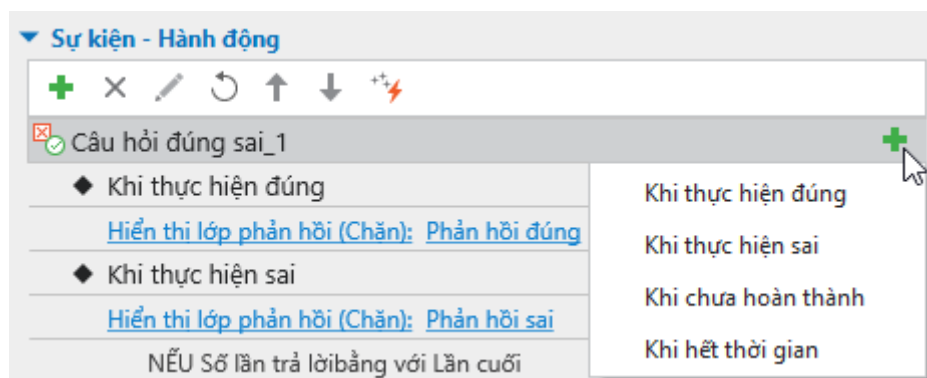 Sự kiện - Hành động
Câu hỏi đúng sai_1
Khi thực hiện đúng
Hiển thị lớp phản hồi (Chăn): Phản hồi đúng
Khi thực hiện sai
Hiển thị lớp phản hồi (Chăn): Phản hồi sai
NẾU Số lần trả lờibằng với Lần cuối
Khi thực hiện đúng
Khi thực hiện sai
Khi chưa hoàn thành
Khi hết thời gian